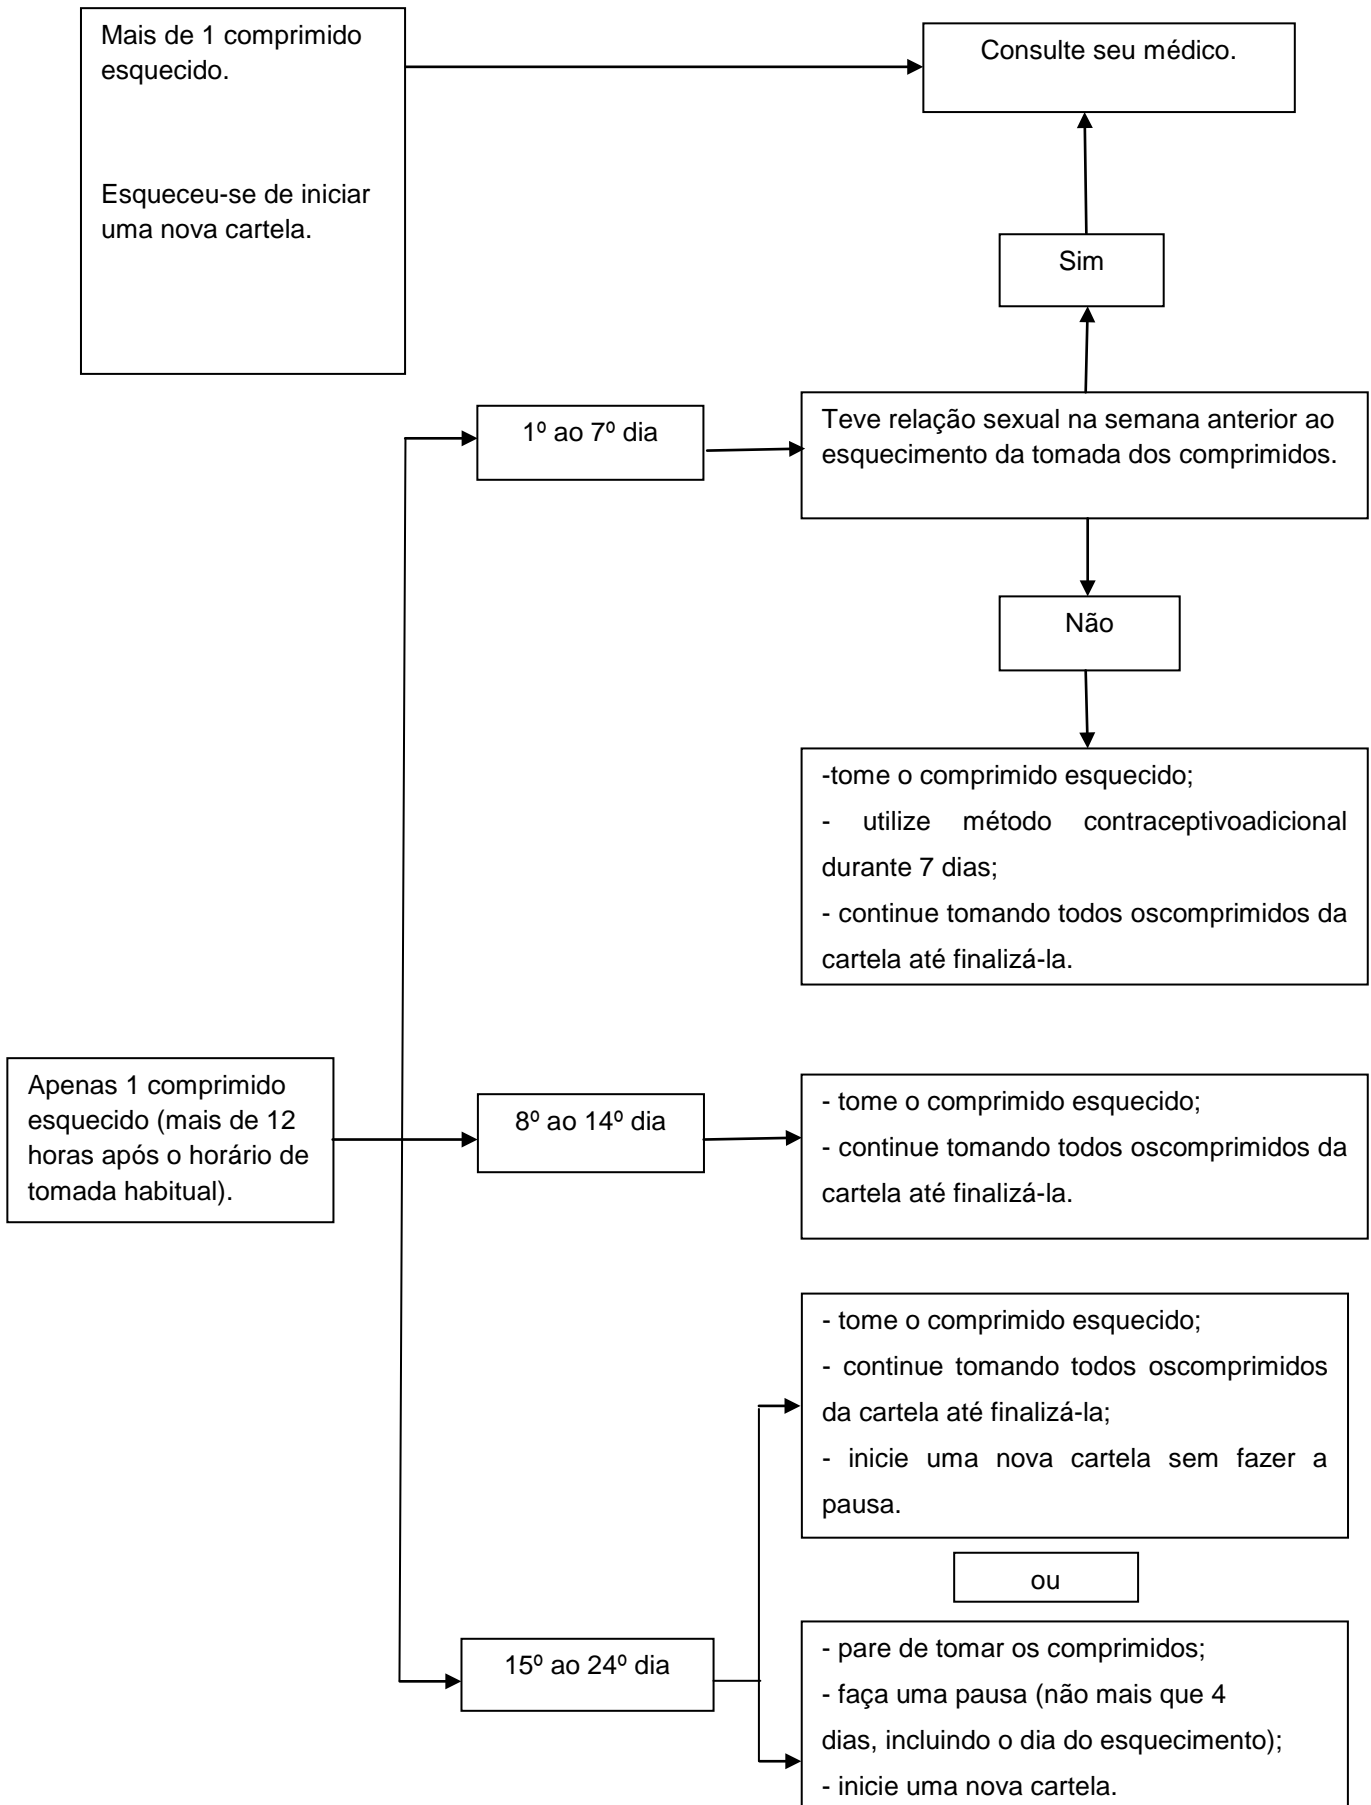 Mais de 1 comprimido
esquecido.
Esqueceu-se de iniciar
uma nova cartela.
Consulte seu médico.
Sim
1º ao 7º dia
Teve relação sexual na semana anterior ao
esquecimento da tomada dos comprimidos.
Não
-tome o comprimido esquecido;
- utilize método contraceptivoadicional
durante 7 dias;
- continue tomando todos oscomprimidos da
cartela até finalizá-la.
Apenas 1 comprimido
esquecido (mais de 12
horas após o horário de
tomada habitual).
8º ao 14º dia
- tome o comprimido esquecido;
- continue tomando todos oscomprimidos da
cartela até finalizá-la.
- tome o comprimido esquecido;
- continue tomando todos oscomprimidos
da cartela até finalizá-la;
- inicie uma nova cartela sem fazer a
pausa.
ou
15º ao 24º dia
- pare de tomar os comprimidos;
- faça uma pausa (não mais que 4
dias, incluindo o dia do esquecimento);
- inicie uma nova cartela.